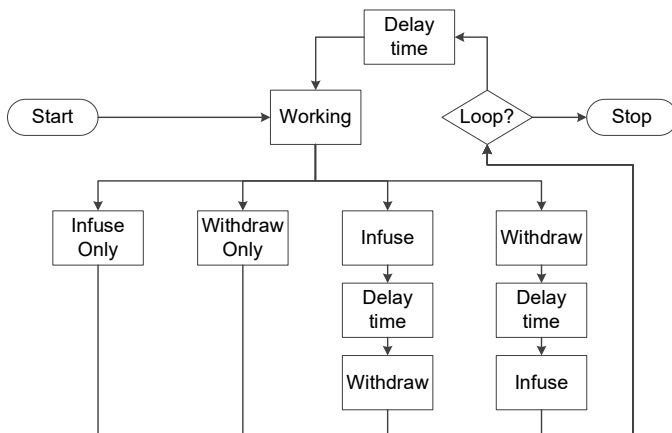 Delay
time
Start
Working
Loop?
Stop
Infuse
Only
Withdraw
Only
Infuse
Withdraw
Delay
time
Delay
time
Withdraw
Infuse